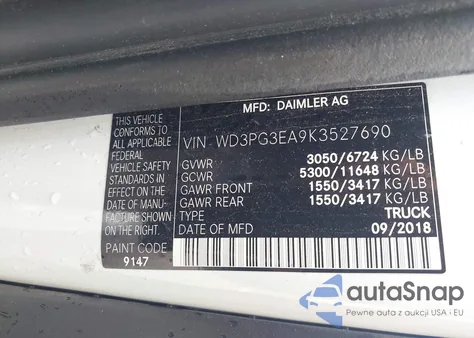 MFG: DAIMLER AG
VIN WD3PG3EA9K3527690
THIS VEHICLE
CONFORMS TO
ALL APPLICABLE
FEDERAL
VEHICLE SAFETY
STANDARDS IN
EFFECT ON THE
DATE OF MANU-
FACTURE SHOWN
ON THE RIGHT.
PAINT CODE
9147
GVWR 3050/6724 KG/LB
GCWR 5300/11648 KG/LB
GAWR FRONT 1550/3417 KG/LB
GAWR REAR 1550/3417 KG/LB
TYPE TRUCK
DATE OF MFD 09/2018
autoSnap
Pewne auta z aukcji USA i EU